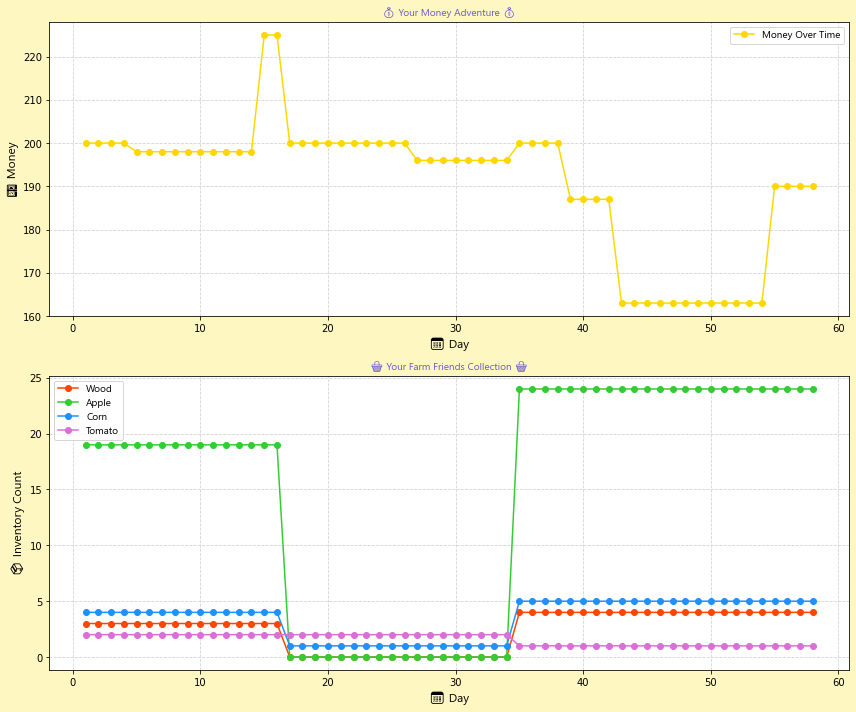 💰 Your Money Adventure 💰
Money Over Time
💵 Money
220
210
200
190
180
170
160
0 10 20 30 40 50 60
📅 Day
🧺 Your Farm Friends Collection 🧺
Wood
Apple
Corn
Tomato
📦 Inventory Count
25
20
15
10
5
0
0 10 20 30 40 50 60
📅 Day